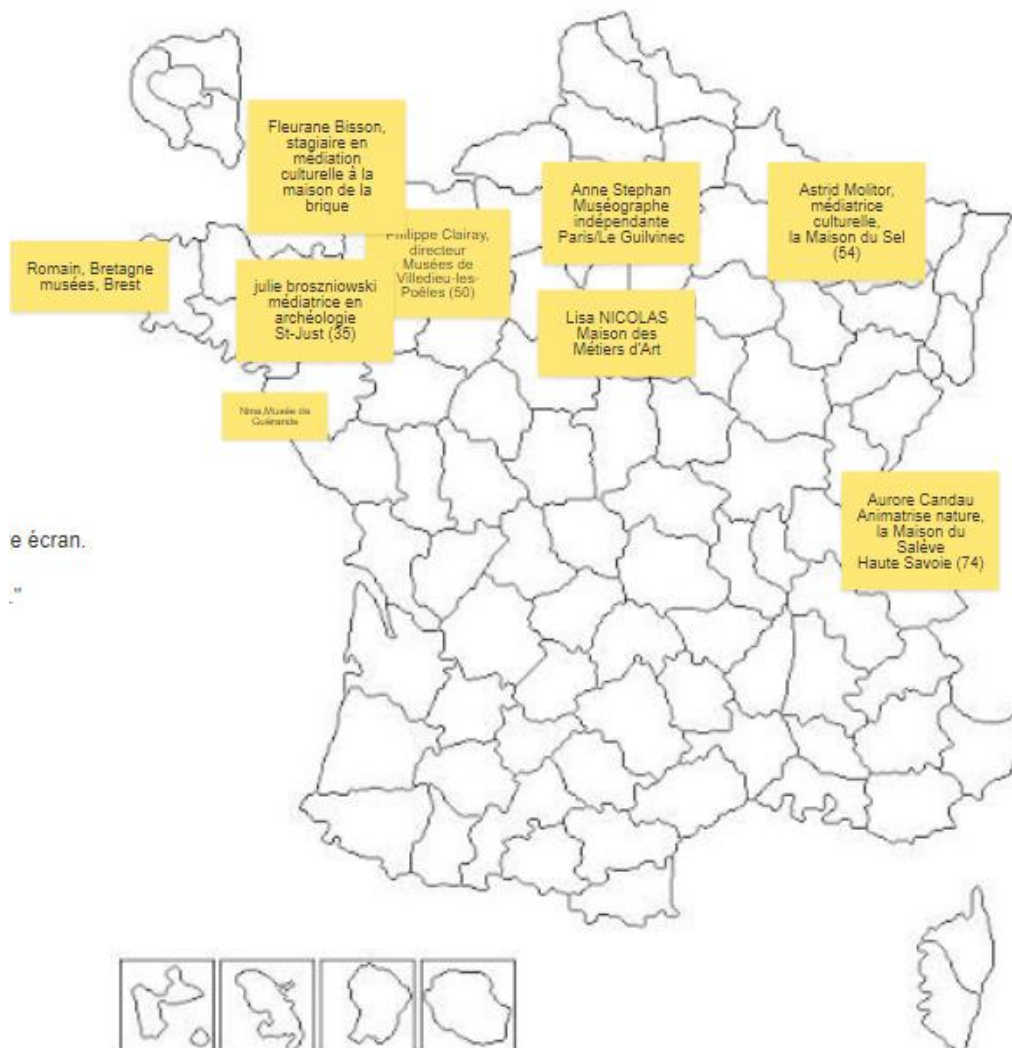 Fleurane Bisson,
stagiaire en
médiation
culturelle à la
maison de la
brique
Anne Stephan
Muséographe
indépendante
Paris/Le Guilvinec
Astrid Molitor,
médiatrice
culturelle,
la Maison du Sel
(54)
Philippe Clairay,
directeur
Musées de
Villedieu-les-
Poêles (50)
Romain, Bretagne
musées, Brest
julie broszniowski
médiatrice en
archéologie
St-Just (35)
Lisa NICOLAS
Maison des
Métiers d'Art
Nina,Musée de
Guérande
Aurore Candau
Animatrise nature,
la Maison du
Salève
Haute Savoie (74)
e écran.
."